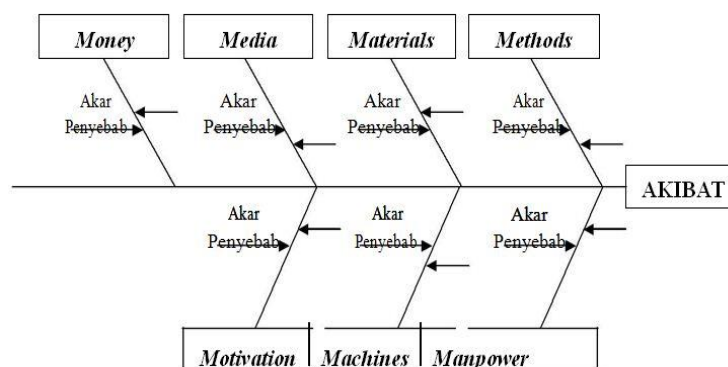 Money Media Materials Methods
Akar Akar Akar Akar
Penyebab Penyebab Penyebab Penyebab
AKIBAT
Akar Akar Akar
Penyebab Penyebab Penyebab
Motivation Machines Manpower